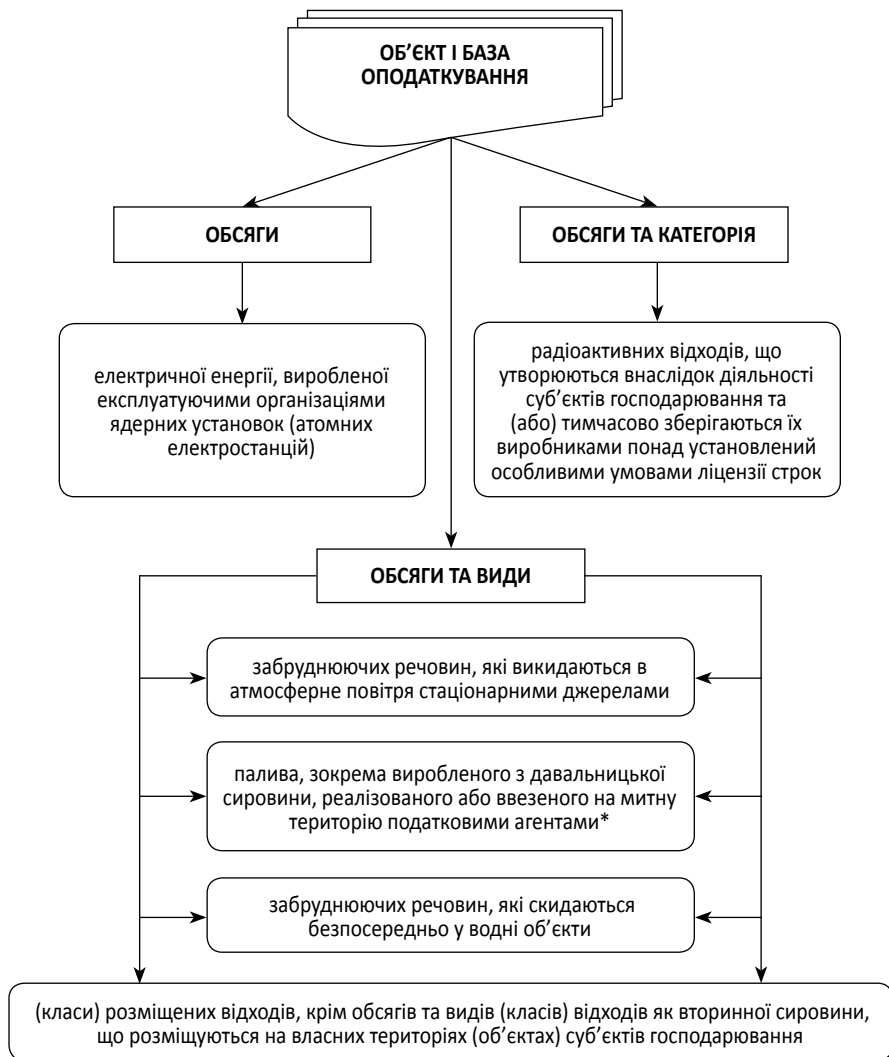 ОБ’ЄКТ І БАЗА
ОПОДАТКУВАННЯ
ОБСЯГИ
ОБСЯГИ ТА КАТЕГОРІЯ
електричної енергії, виробленої
експлуатуючими організаціями
ядерних установок (атомних
електростанцій)
радіоактивних відходів, що
утворюються внаслідок діяльності
суб’єктів господарювання та
(або) тимчасово зберігаються їх
виробниками понад установлений
особливими умовами ліцензії строк
ОБСЯГИ ТА ВИДИ
забруднюючих речовин, які викидаються в
атмосферне повітря стаціонарними джерелами
палива, зокрема виробленого з давальницької
сировини, реалізованого або ввезеного на митну
територію податковими агентами*
забруднюючих речовин, які скидаються
безпосередньо у водні об’єкти
(класи) розміщених відходів, крім обсягів та видів (класів) відходів як вторинної сировини,
що розміщуються на власних територіях (об’єктах) суб’єктів господарювання